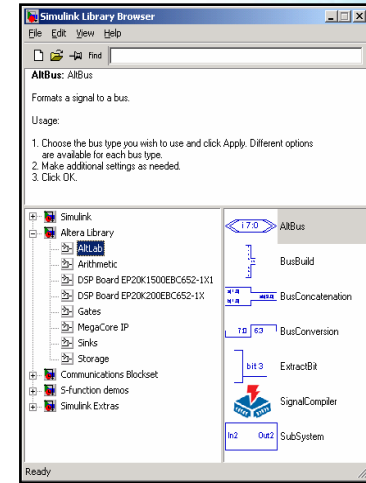 Simulink Library Browser
File Edit View Help
Find
AltBus: AltBus
Formats a signal to a bus.
Usage:
1. Choose the bus type you wish to use and click Apply. Different options
are available for each bus type.
2. Make additional settings as needed.
3. Click OK.
Simulink
Altera Library
AltLab
Arithmetic
DSP Board EP20K1500EBC652-1X1
DSP Board EP20K200EBC652-1X
Gates
MegaCore IP
Sinks
Storage
Communications Blockset
S-function demos
Simulink Extras
i 7:0 AltBus
BusBuild
BusConcatenation
7:0 6:3 BusConversion
bit 3 ExtractBit
SignalCompiler
In2 Out2 SubSystem
Ready